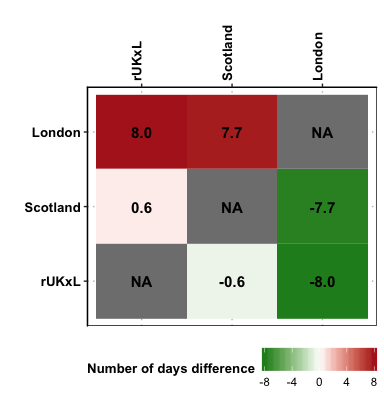 rUKxL Scotland London
London 8.0 7.7 NA
Scotland 0.6 NA -7.7
rUKxL NA -0.6 -8.0
Number of days difference
-8 -4 0 4 8